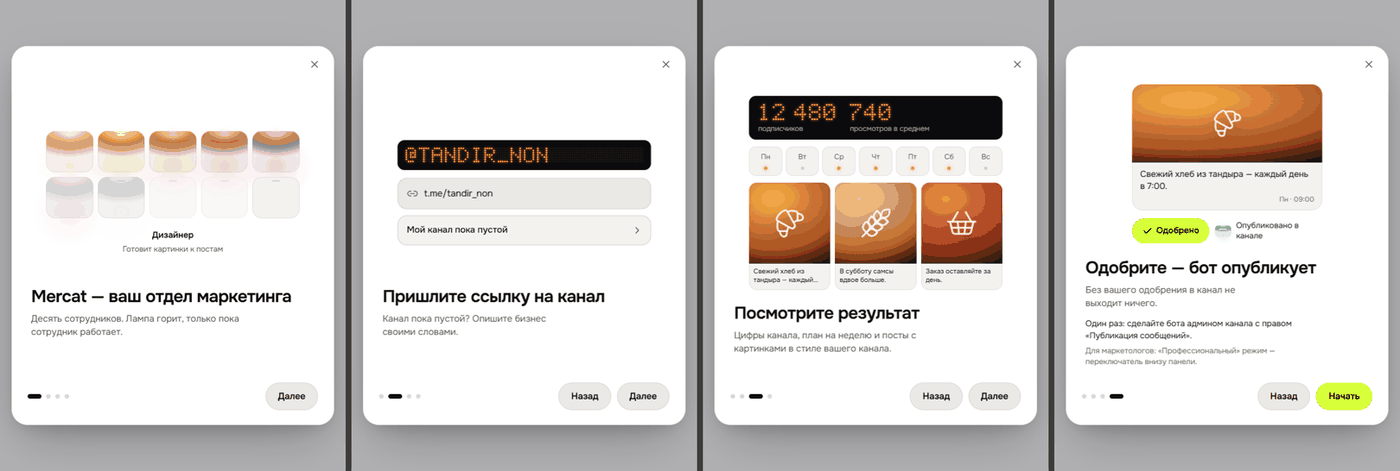 Дизайнер
Готовит картинки к постам
Mercat — ваш отдел маркетинга
Десять сотрудников. Лампа горит, только пока
сотрудник работает.
Далее
@TANDIR_NON
t.me/tandir_non
Мой канал пока пустой
Пришлите ссылку на канал
Канал пока пустой? Опишите бизнес
своими словами.
Назад
Далее
12 480 740
подписчиков просмотров в среднем
Пн Вт Ср Чт Пт Сб Вс
Свежий хлеб из
тандыра — каждый...
В субботу самсы
вдвое больше.
Заказ оставляйте за
день.
Посмотрите результат
Цифры канала, план на неделю и посты с
картинками в стиле вашего канала.
Назад
Далее
Свежий хлеб из тандыра — каждый день
в 7:00.
Пн · 09:00
Одобрено
Опубликовано в
канале
Одобрите — бот опубликует
Без вашего одобрения в канал не
выходит ничего.
Один раз: сделайте бота админом канала с правом
«Публикация сообщений».
Для маркетологов: «Профессиональный» режим —
переключатель внизу панели.
Назад
Начать